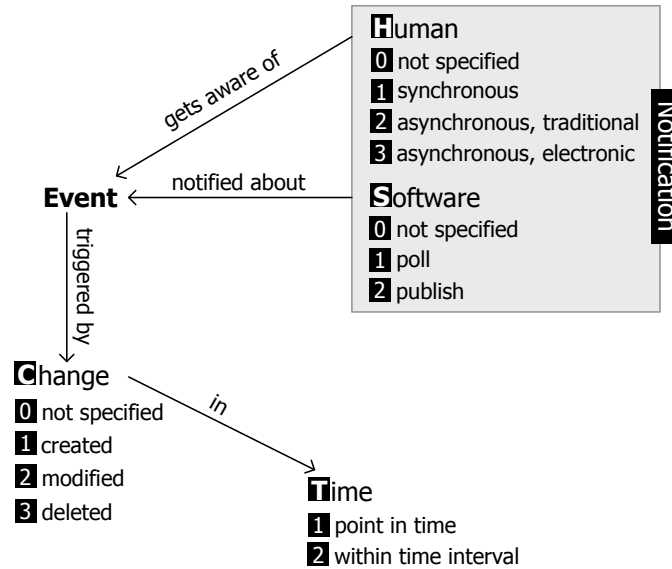 Human
0 not specified
1 synchronous
2 asynchronous, traditional
3 asynchronous, electronic
Notification
gets aware of
notified about
Event
Software
0 not specified
1 poll
2 publish
triggered by
Change
0 not specified
1 created
2 modified
3 deleted
in
Time
1 point in time
2 within time interval